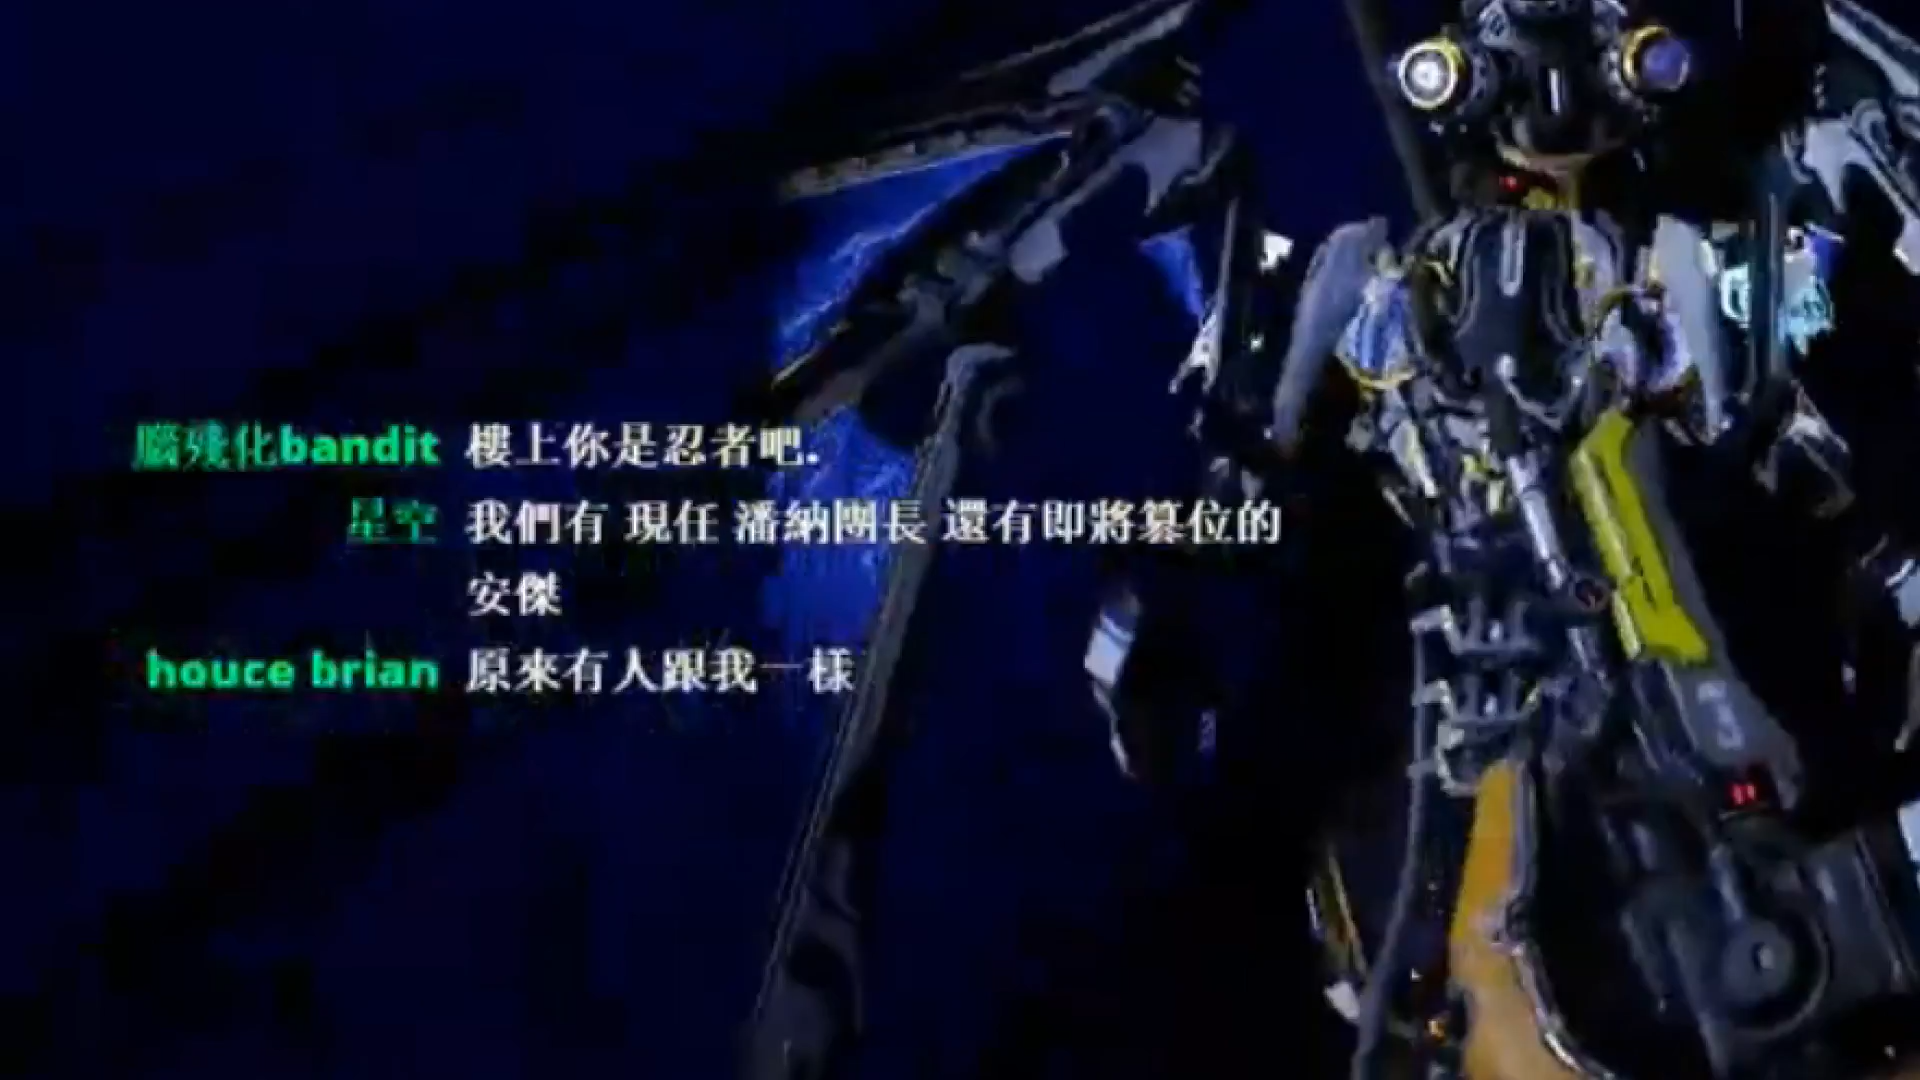 腦殘化bandit 樓上你是忍者吧.
星空 我們有 現任 潘納團長 還有即將篡位的
安傑
houce brian 原來有人跟我一樣